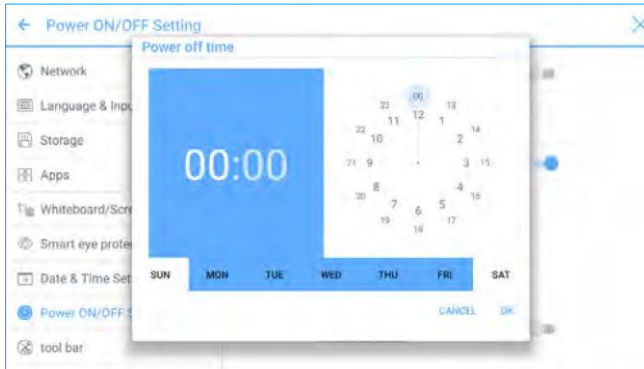 Power ON/OFF Setting
Power off time
Network
Language & Inpu
Storage
Apps
Whiteboard/Scre
Smart eye prote
Date & Time Set
Power ON/OFF S
tool bar
00:00
00
23 13
12
11 1
22 14
10 2
21 9 3 15
8 4
20 16
7 5
19 6 17
18
SUN MON TUE WED THU FRI SAT
CANCEL OK